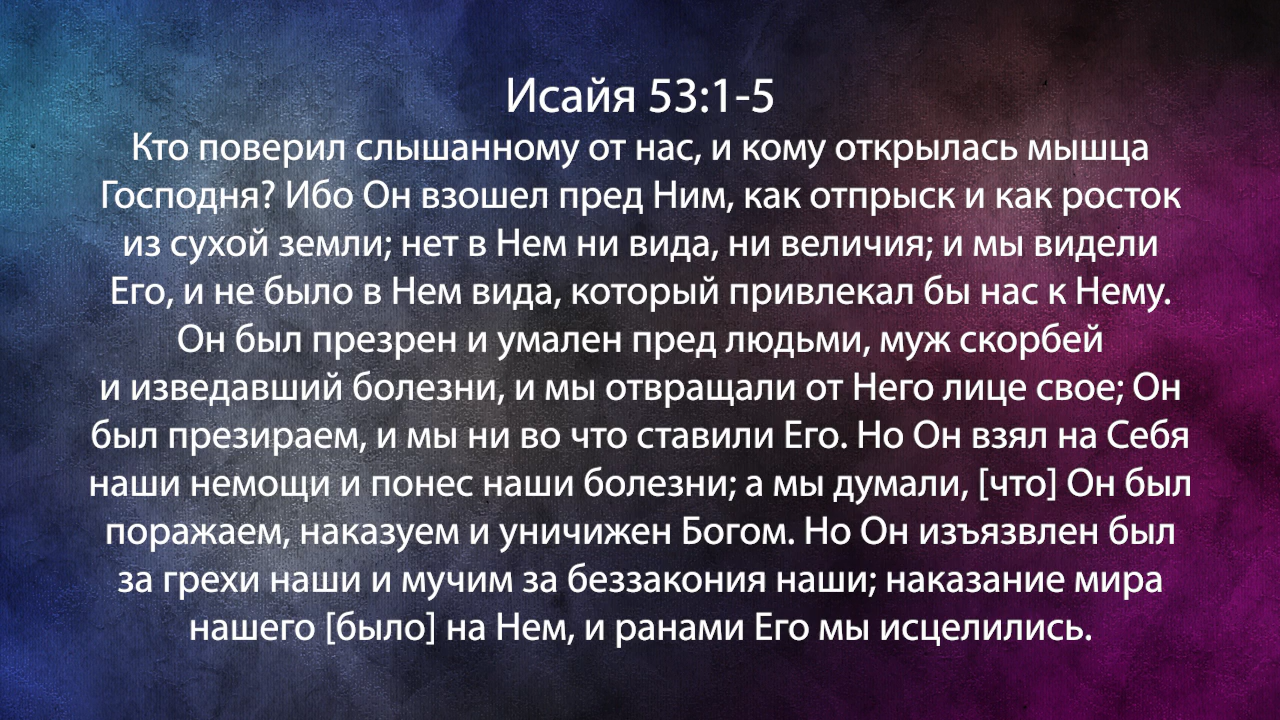 Исайя 53:1-5
Кто поверил слышанному от нас, и кому открылась мышца
Господня? Ибо Он взошел пред Ним, как отпрыск и как росток
из сухой земли; нет в Нем ни вида, ни величия; и мы видели
Его, и не было в Нем вида, который привлекал бы нас к Нему.
Он был презрен и умален пред людьми, муж скорбей
и изведавший болезни, и мы отвращали от Него лице свое; Он
был презираем, и мы ни во что ставили Его. Но Он взял на Себя
наши немощи и понес наши болезни; а мы думали, [что] Он был
поражаем, наказуем и уничижен Богом. Но Он изъязвлен был
за грехи наши и мучим за беззакония наши; наказание мира
нашего [было] на Нем, и ранами Его мы исцелились.